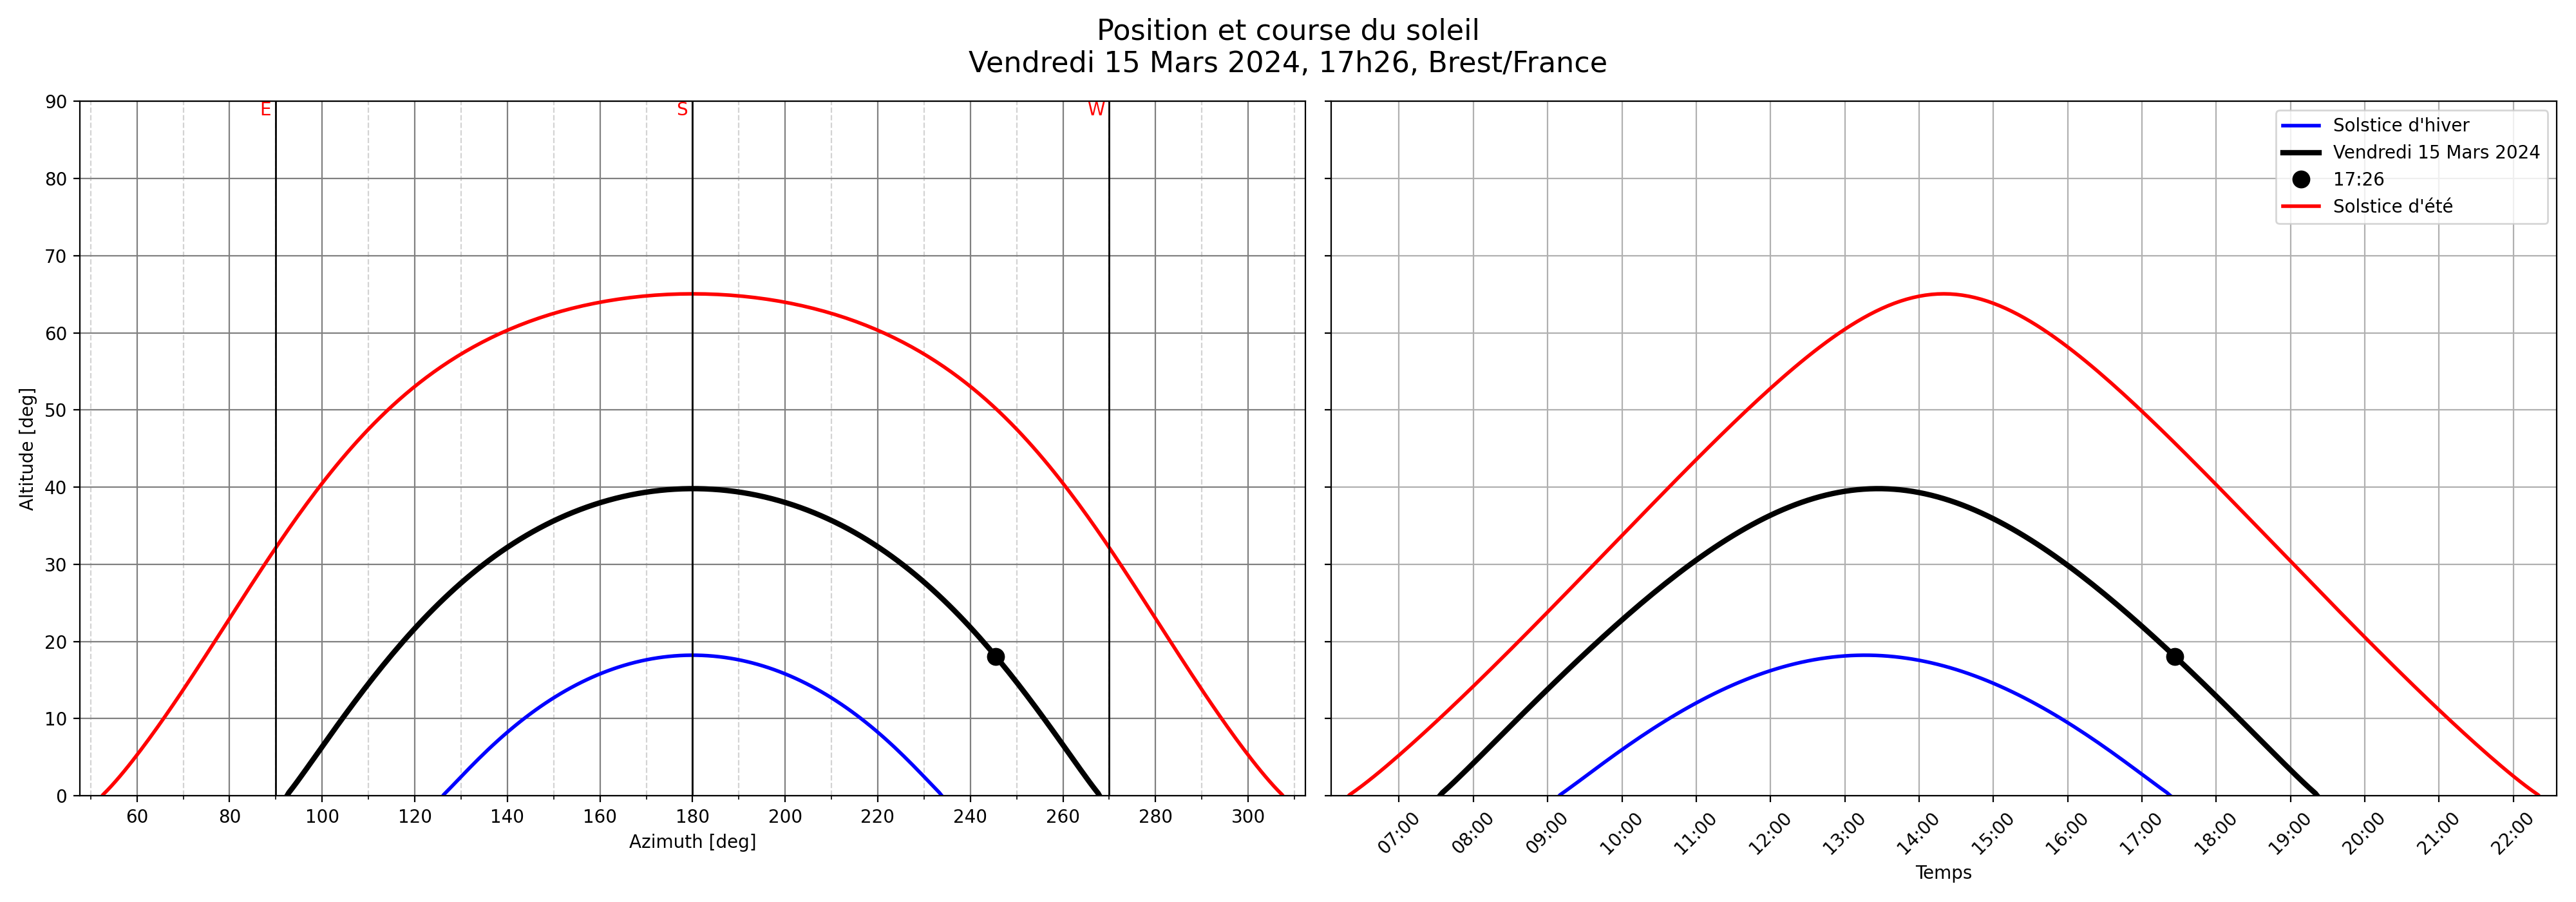 Position et course du soleil
Vendredi 15 Mars 2024, 17h26, Brest/France
E
S
W
90
80
70
60
50
40
30
20
10
0
Altitude [deg]
60 80 100 120 140 160 180 200 220 240 260 280 300
Azimuth [deg]
Solstice d'hiver
Vendredi 15 Mars 2024
17:26
Solstice d'été
07:00 08:00 09:00 10:00 11:00 12:00 13:00 14:00 15:00 16:00 17:00 18:00 19:00 20:00 21:00 22:00
Temps